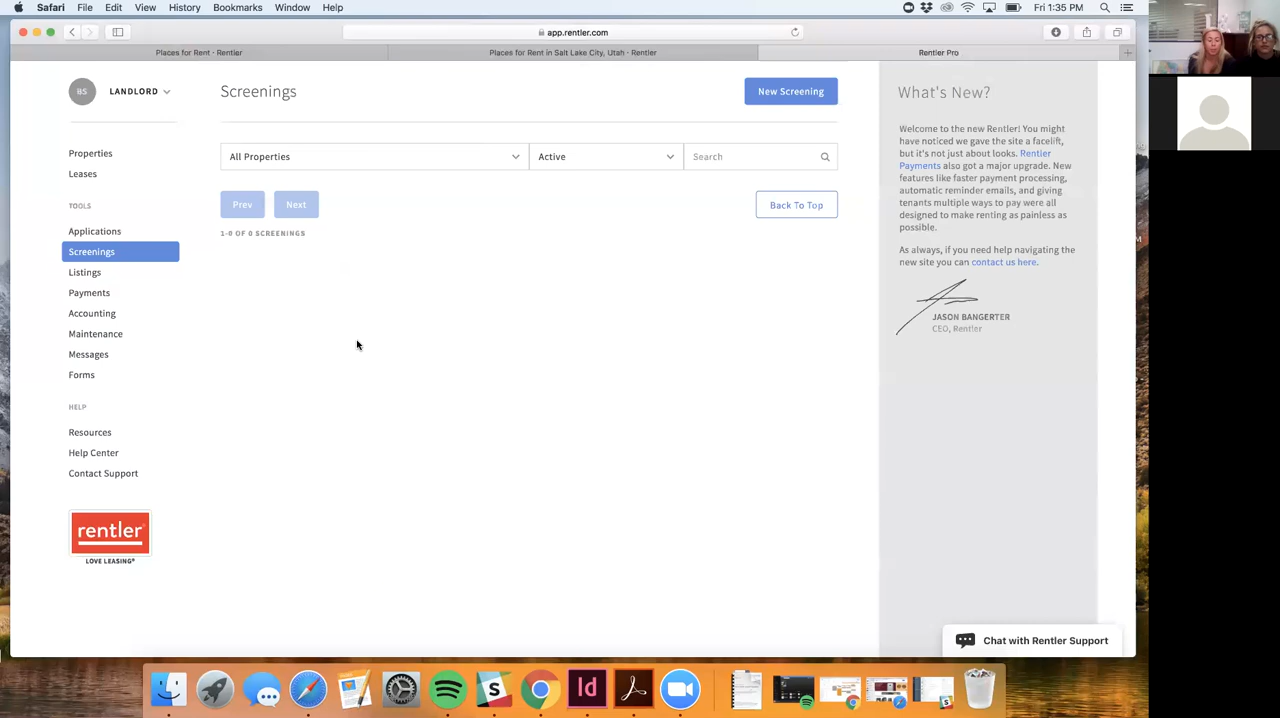 Safari File Edit View History Bookmarks Window Help
Fri 1:35 PM
app.rentler.com
Places for Rent - Rentler
Places for Rent in Salt Lake City, Utah - Rentler
Rentler Pro
BS LANDLORD
Properties
Leases
TOOLS
Applications
Screenings
Listings
Payments
Accounting
Maintenance
Messages
Forms
HELP
Resources
Help Center
Contact Support
rentler
LOVE LEASING®
Screenings
New Screening
All Properties
Active
Search
Prev
Next
Back To Top
1-0 OF 0 SCREENINGS
What's New?
Welcome to the new Rentler! You might
have noticed we gave the site a facelift,
but it's not just about looks. Rentler
Payments also got a major upgrade. New
features like faster payment processing,
automatic reminder emails, and giving
tenants multiple ways to pay were all
designed to make renting as painless as
possible.
As always, if you need help navigating the
new site you can contact us here.
JASON BANGERTER
CEO, Rentler
Chat with Rentler Support
Id